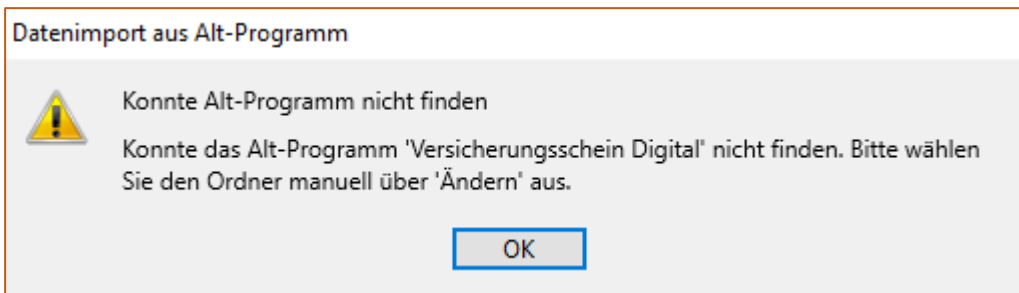 Datenimport aus Alt-Programm
Konnte Alt-Programm nicht finden
Konnte das Alt-Programm 'Versicherungsschein Digital' nicht finden. Bitte wählen
Sie den Ordner manuell über 'Ändern' aus.
OK